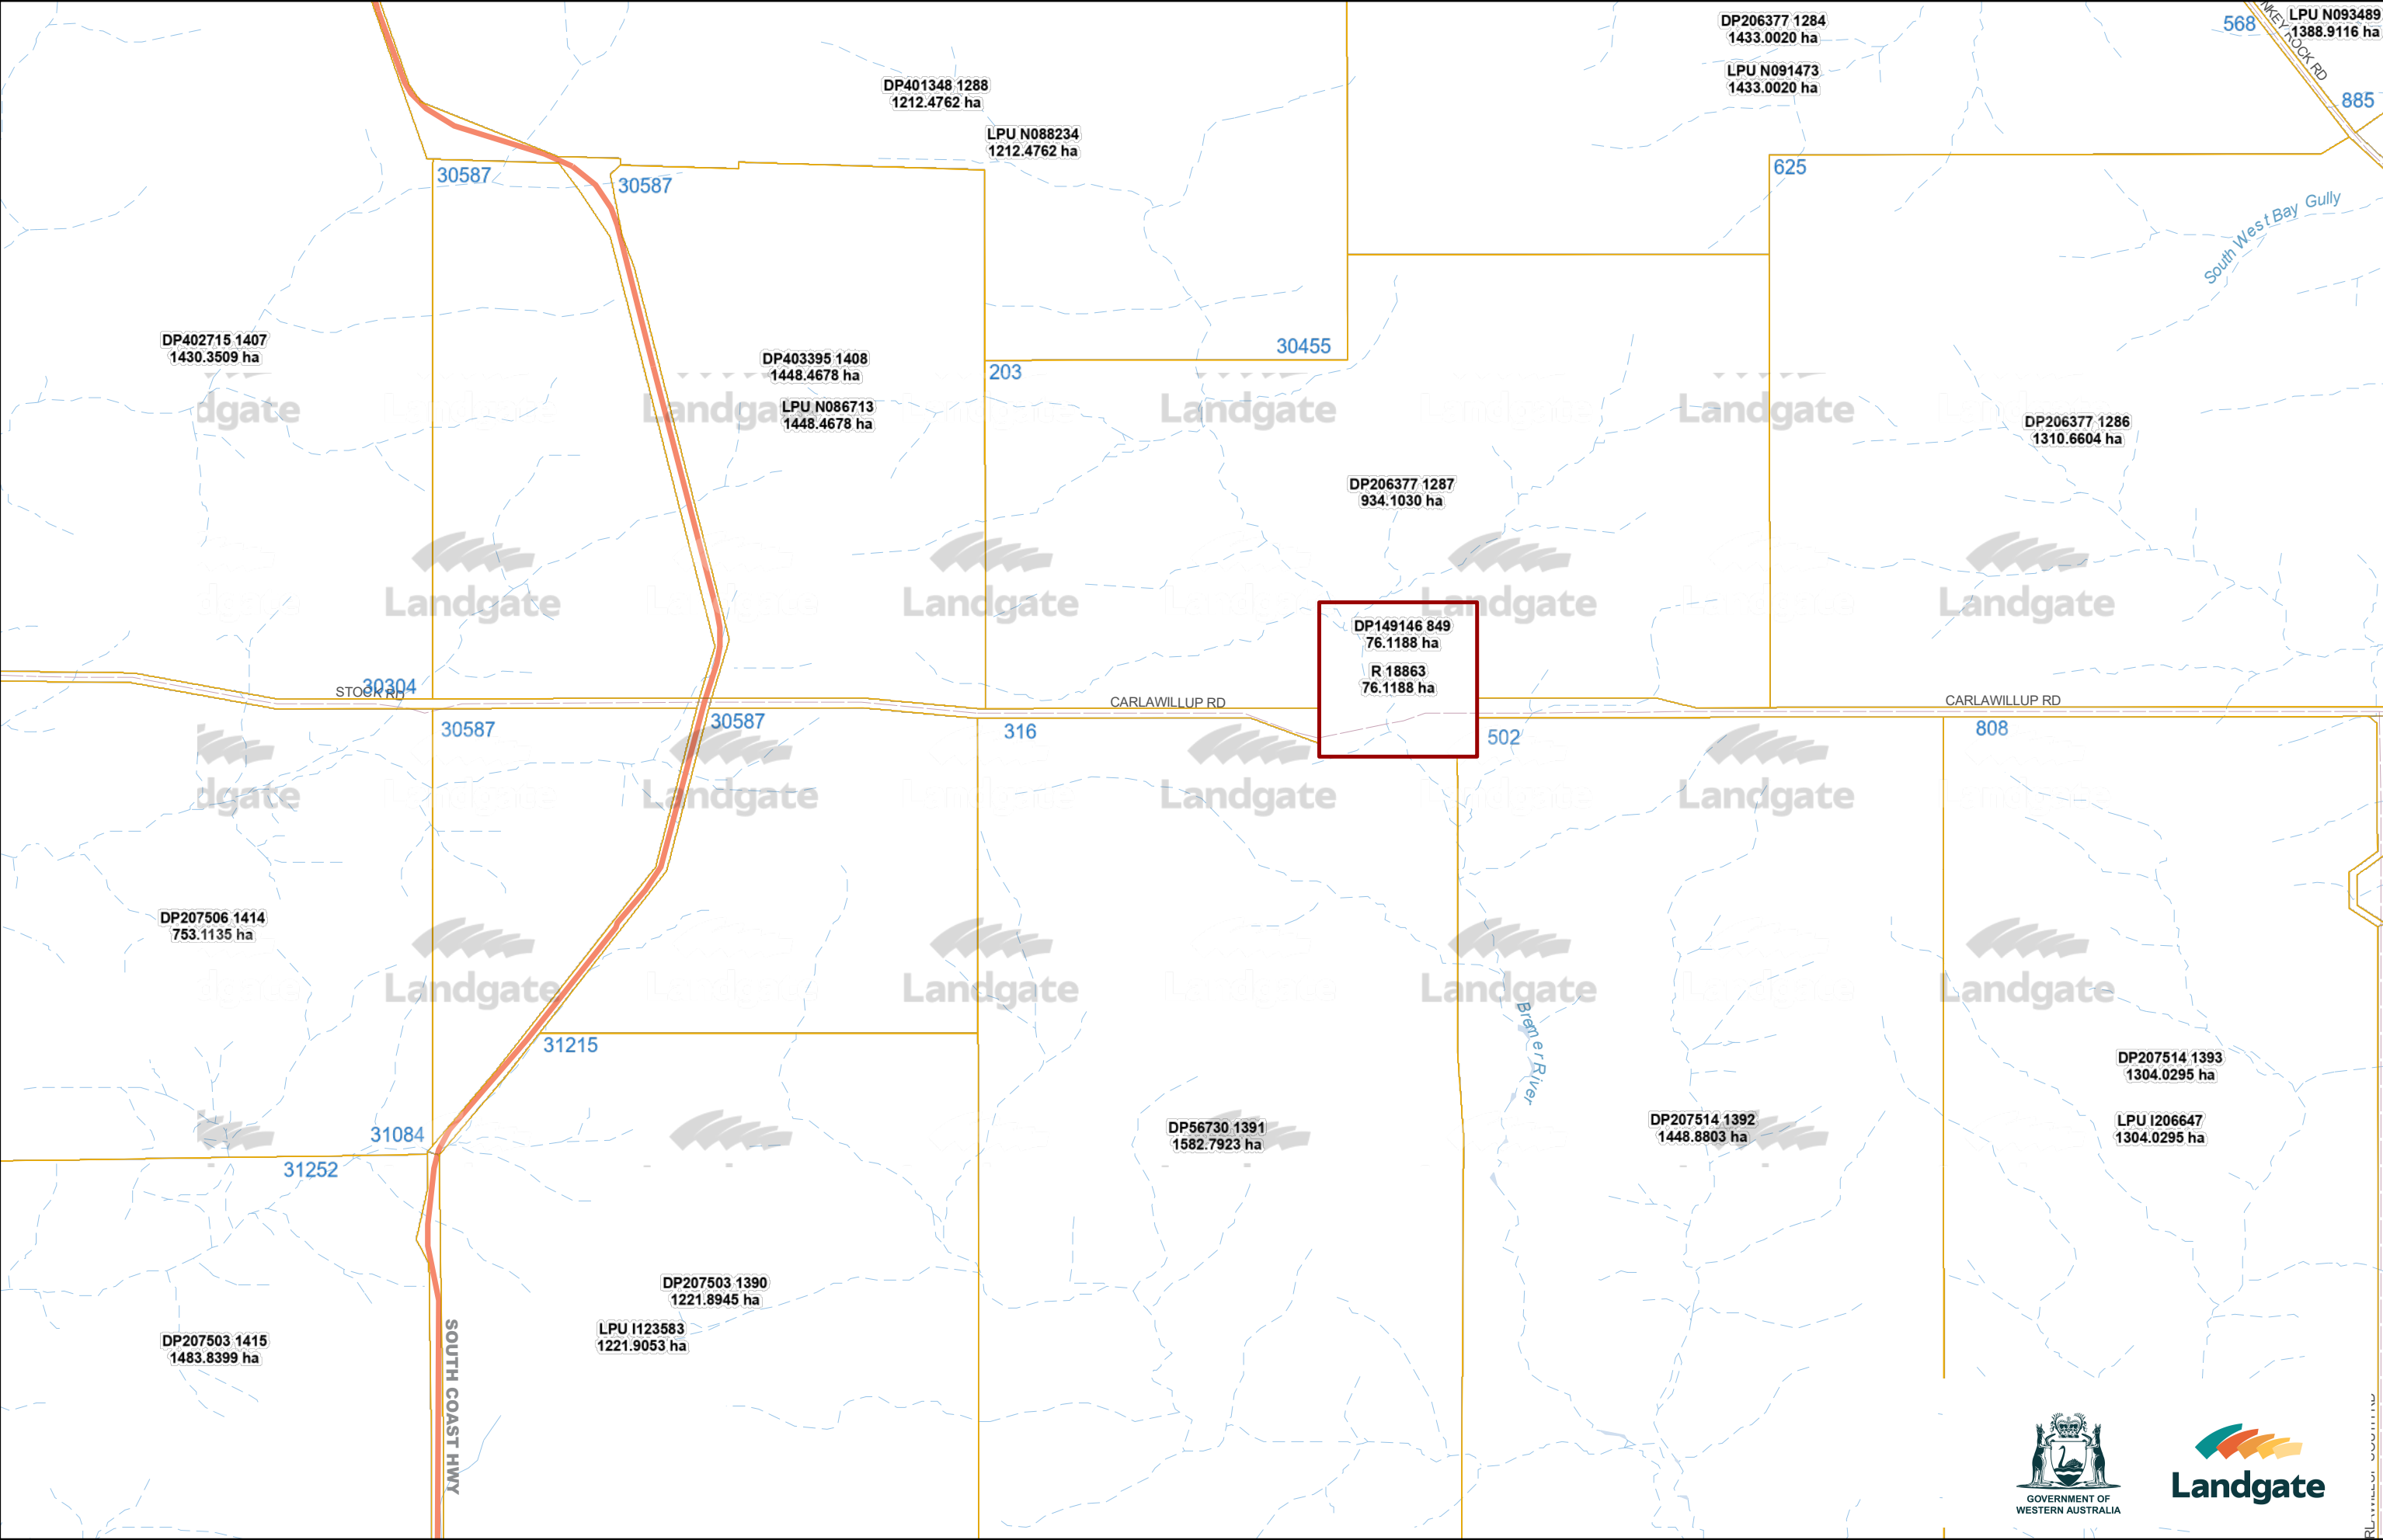 DP206377 1284
1433.0020 ha
LPU N091473
1433.0020 ha
568
LPU N093489
1388.9116 ha
885
DP401348 1288
1212.4762 ha
LPU N088234
1212.4762 ha
30587
30587
625
South West Bay Gully
DP402715 1407
1430.3509 ha
DP403395 1408
1448.4678 ha
LPU N086713
1448.4678 ha
30455
203
DP206377 1286
1310.6604 ha
DP206377 1287
934.1030 ha
Landgate
Landgate
Landgate
Landgate
Landgate
Landgate
Landgate
DP149146 849
76.1188 ha
R 18863
76.1188 ha
STOCK RD
30304
CARLAWILLUP RD
CARLAWILLUP RD
30587
30587
316
502
808
Landgate
Landgate
Landgate
DP207506 1414
753.1135 ha
Landgate
Landgate
Landgate
Landgate
Bremer River
31215
31084
31252
DP56730 1391
1582.7923 ha
DP207514 1392
1448.8803 ha
DP207514 1393
1304.0295 ha
LPU I206647
1304.0295 ha
DP207503 1390
1221.8945 ha
LPU I123583
1221.9053 ha
DP207503 1415
1483.8399 ha
SOUTH COAST HWY
GOVERNMENT OF
WESTERN AUSTRALIA
Landgate